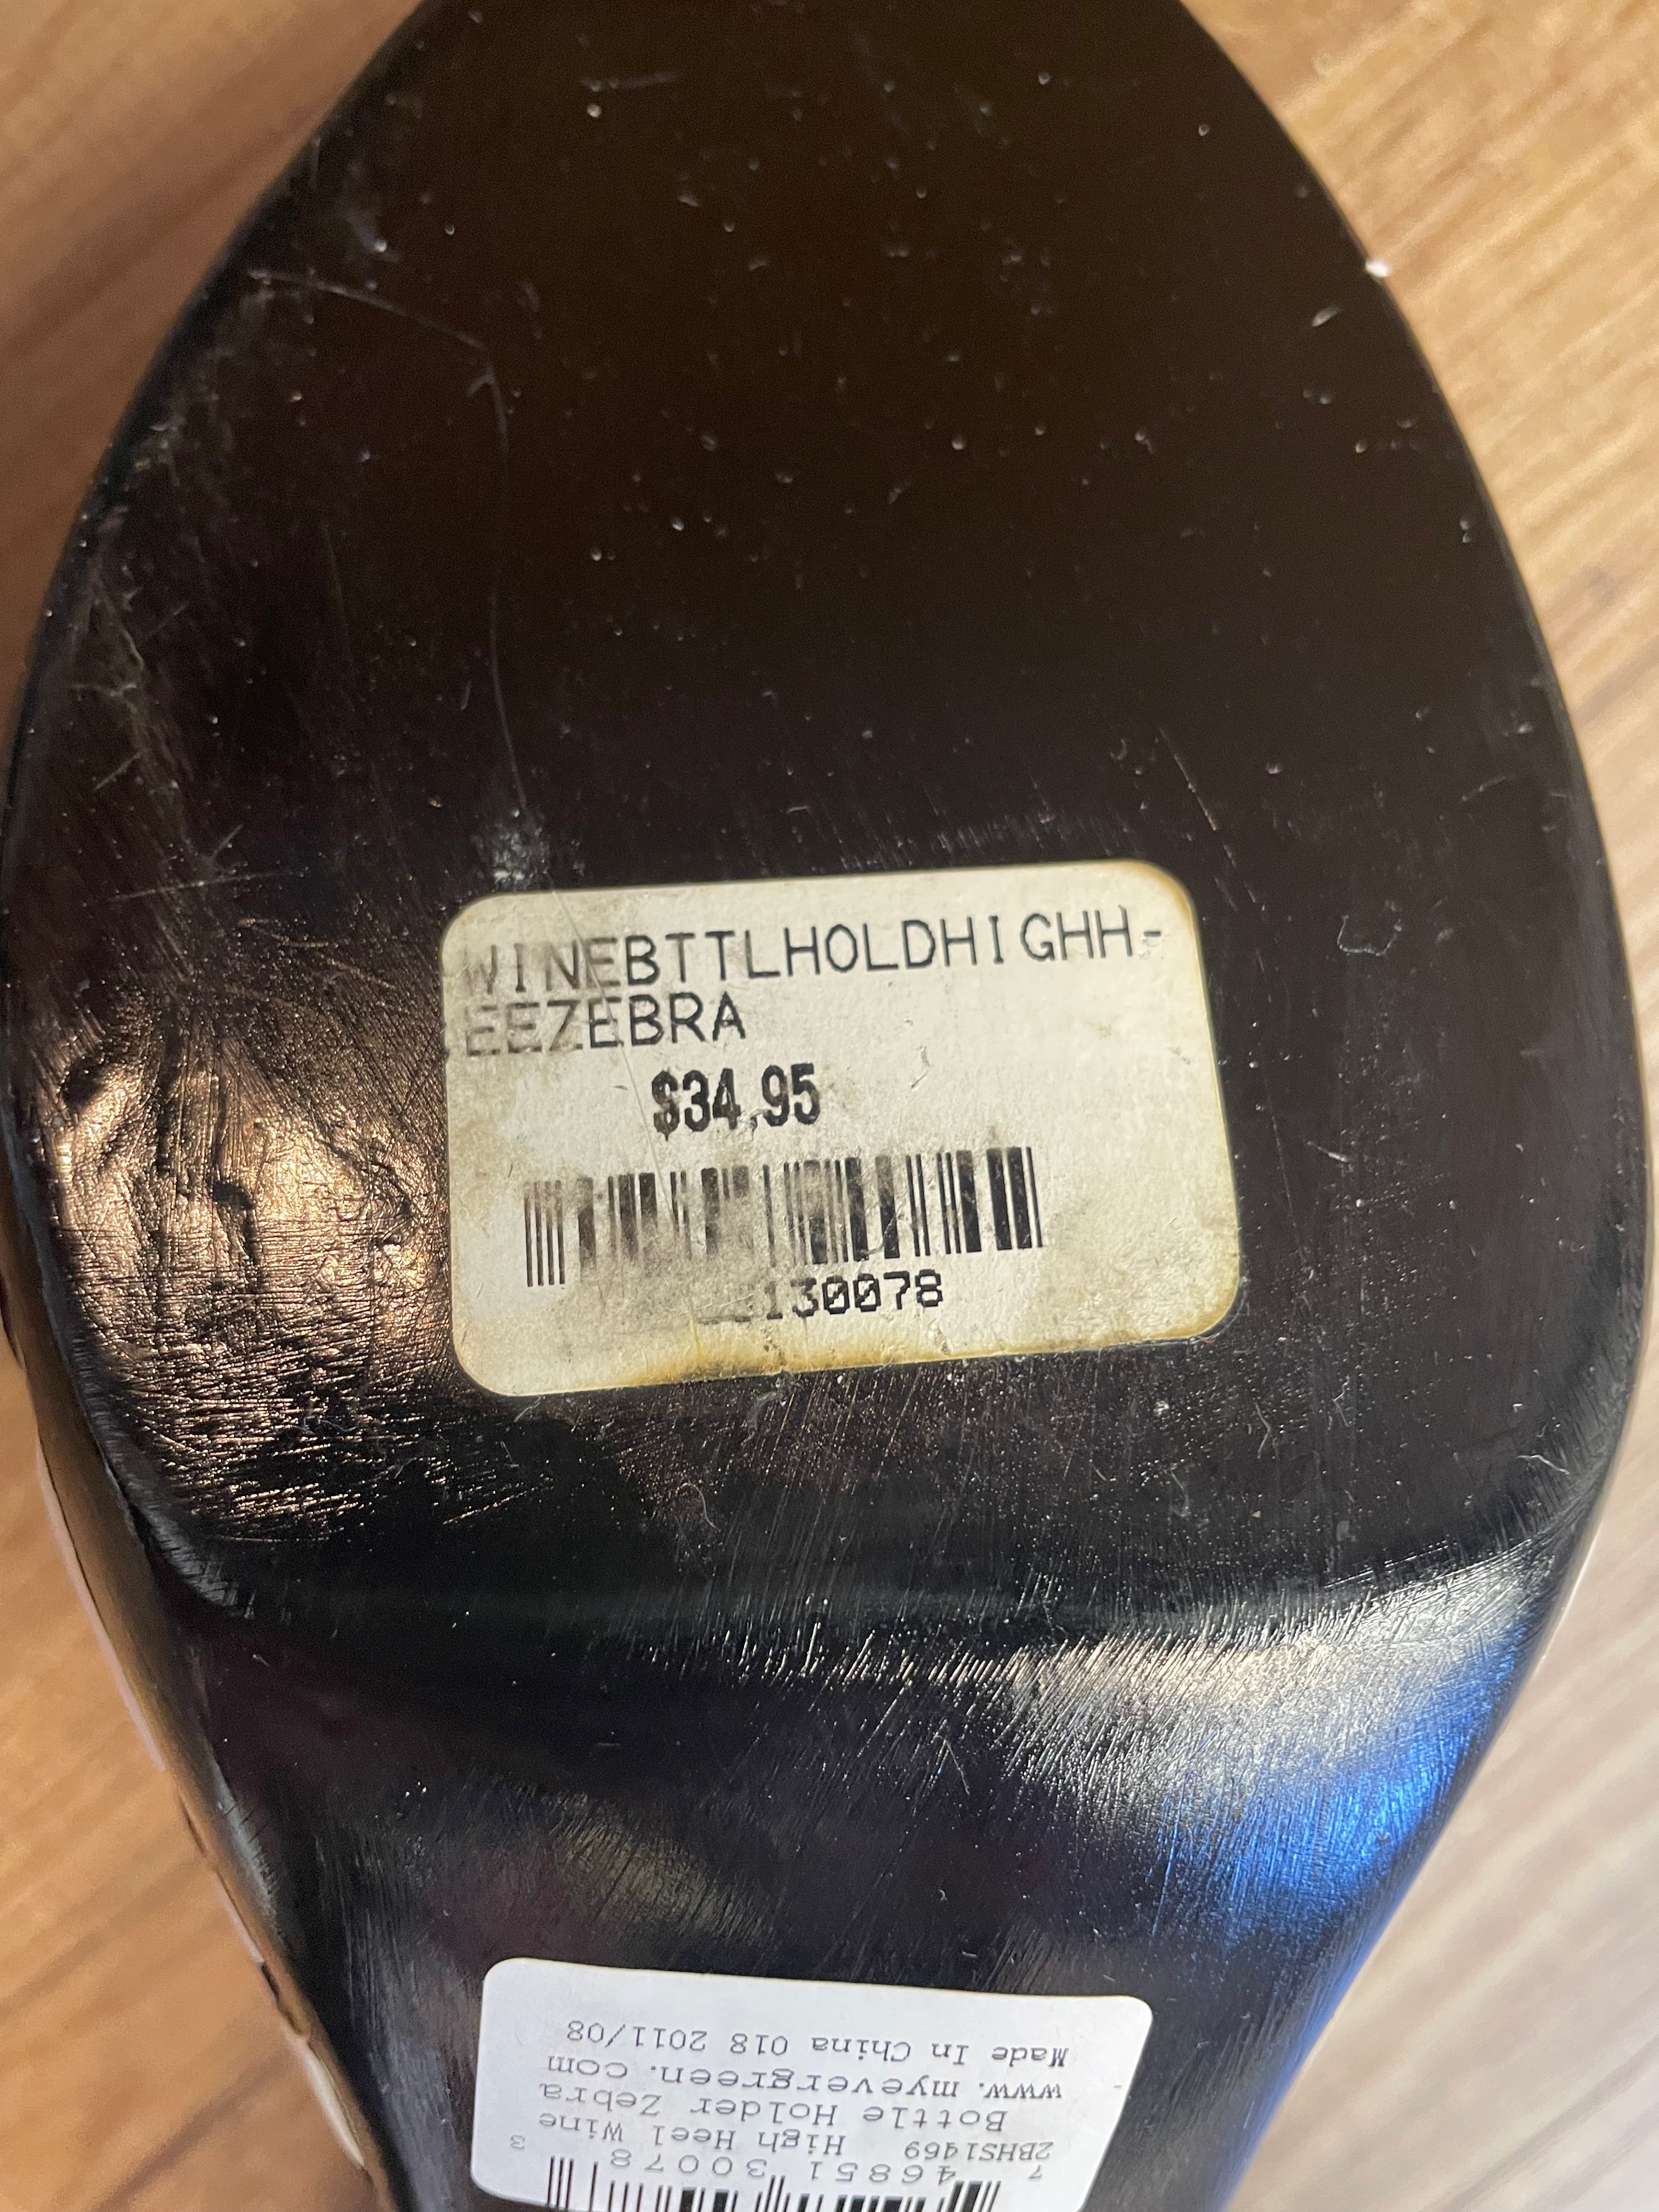 WINEBTTLHOLDHIGHH-
EEZEBRA
$34.95
130078
7 46851 30078 3
2BHS1469 High Heel Wine
Bottle Holder Zebra
www.myevergreen.com
Made In China 018 2011/08